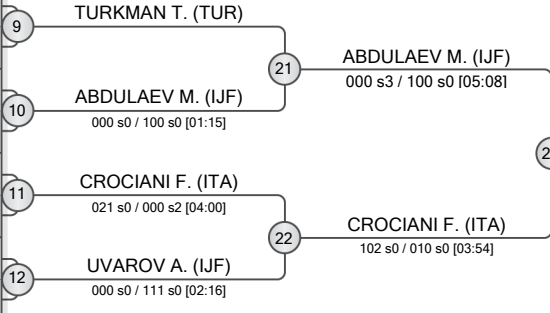 9
TURKMAN T. (TUR)
21
ABDULAEV M. (IJF)
000 s3 / 100 s0 [05:08]
10
ABDULAEV M. (IJF)
000 s0 / 100 s0 [01:15]
11
CROCIANI F. (ITA)
021 s0 / 000 s2 [04:00]
22
CROCIANI F. (ITA)
102 s0 / 010 s0 [03:54]
12
UVAROV A. (IJF)
000 s0 / 111 s0 [02:16]